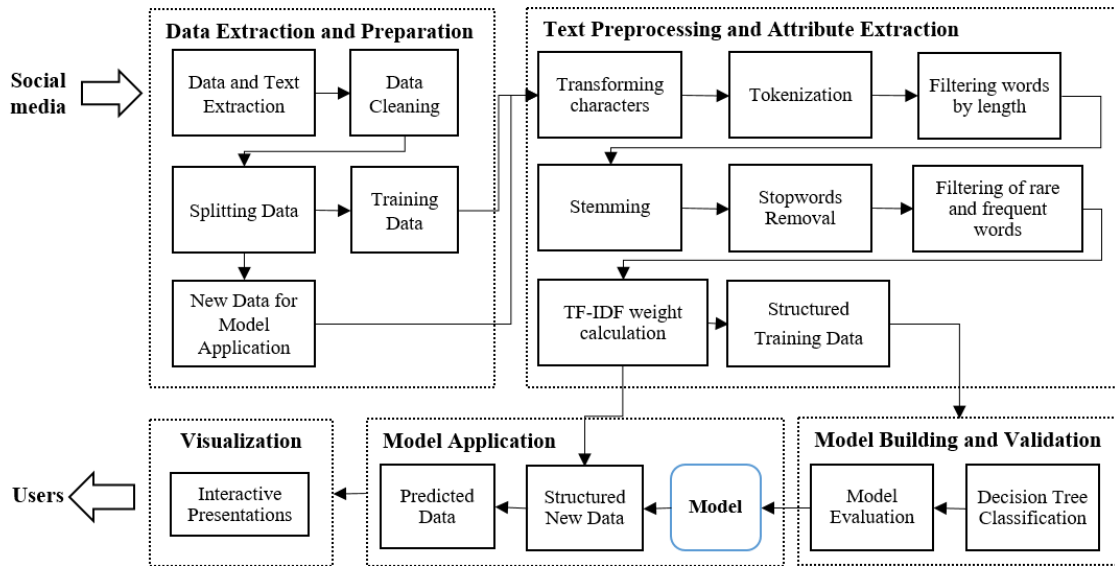 Data Extraction and Preparation
Text Preprocessing and Attribute Extraction
Social
media
Data and Text
Extraction
Data
Cleaning
Transforming
characters
Tokenization
Filtering words
by length
Splitting Data
Training
Data
Stemming
Stopwords
Removal
Filtering of rare
and frequent
words
New Data for
Model
Application
TF-IDF weight
calculation
Structured
Training Data
Visualization
Model Application
Model Building and Validation
Users
Interactive
Presentations
Predicted
Data
Structured
New Data
Model
Model
Evaluation
Decision Tree
Classification